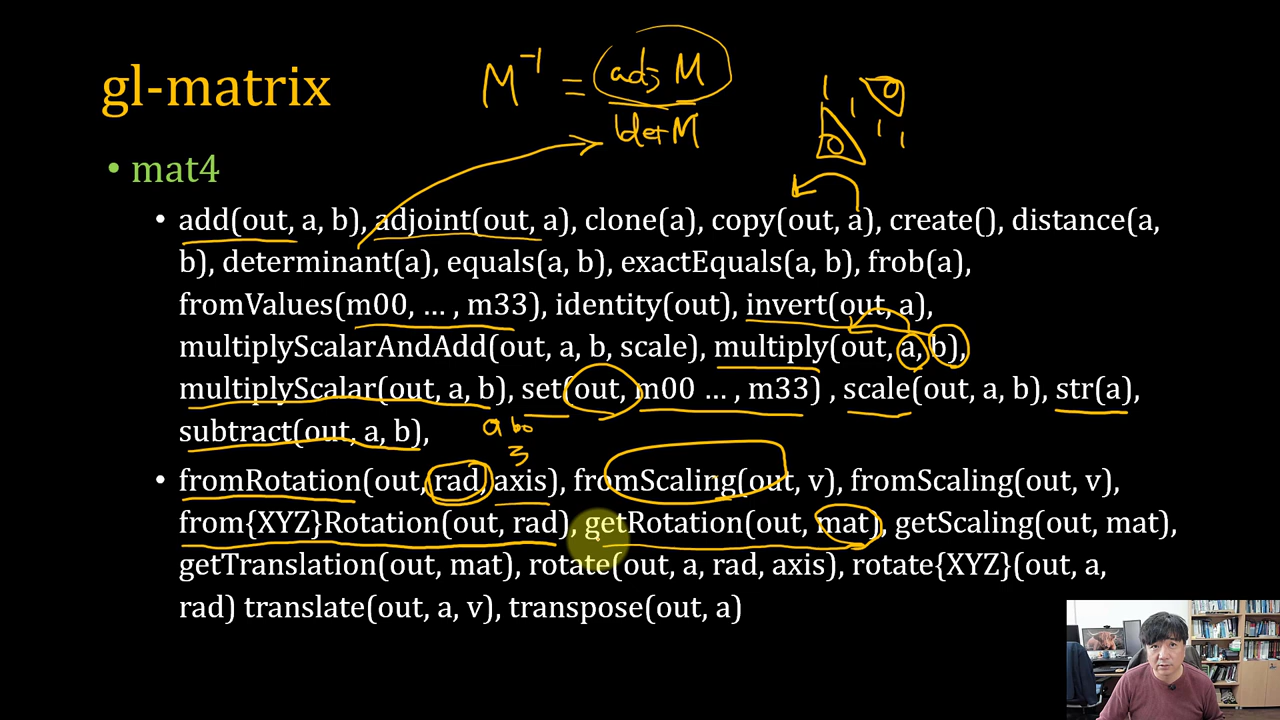 gl-matrix
M⁻¹ = adj M
det M
1 1
1 1
• mat4
• add(out, a, b), adjoint(out, a), clone(a), copy(out, a), create(), distance(a,
b), determinant(a), equals(a, b), exactEquals(a, b), frob(a),
fromValues(m00, … , m33), identity(out), invert(out, a),
multiplyScalarAndAdd(out, a, b, scale), multiply(out, a, b),
multiplyScalar(out, a, b), set(out, m00 … , m33) , scale(out, a, b), str(a),
subtract(out, a, b),
• fromRotation(out, rad, axis), fromScaling(out, v), fromScaling(out, v),
from{XYZ}Rotation(out, rad), getRotation(out, mat), getScaling(out, mat),
getTranslation(out, mat), rotate(out, a, rad, axis), rotate{XYZ}(out, a,
rad) translate(out, a, v), transpose(out, a)